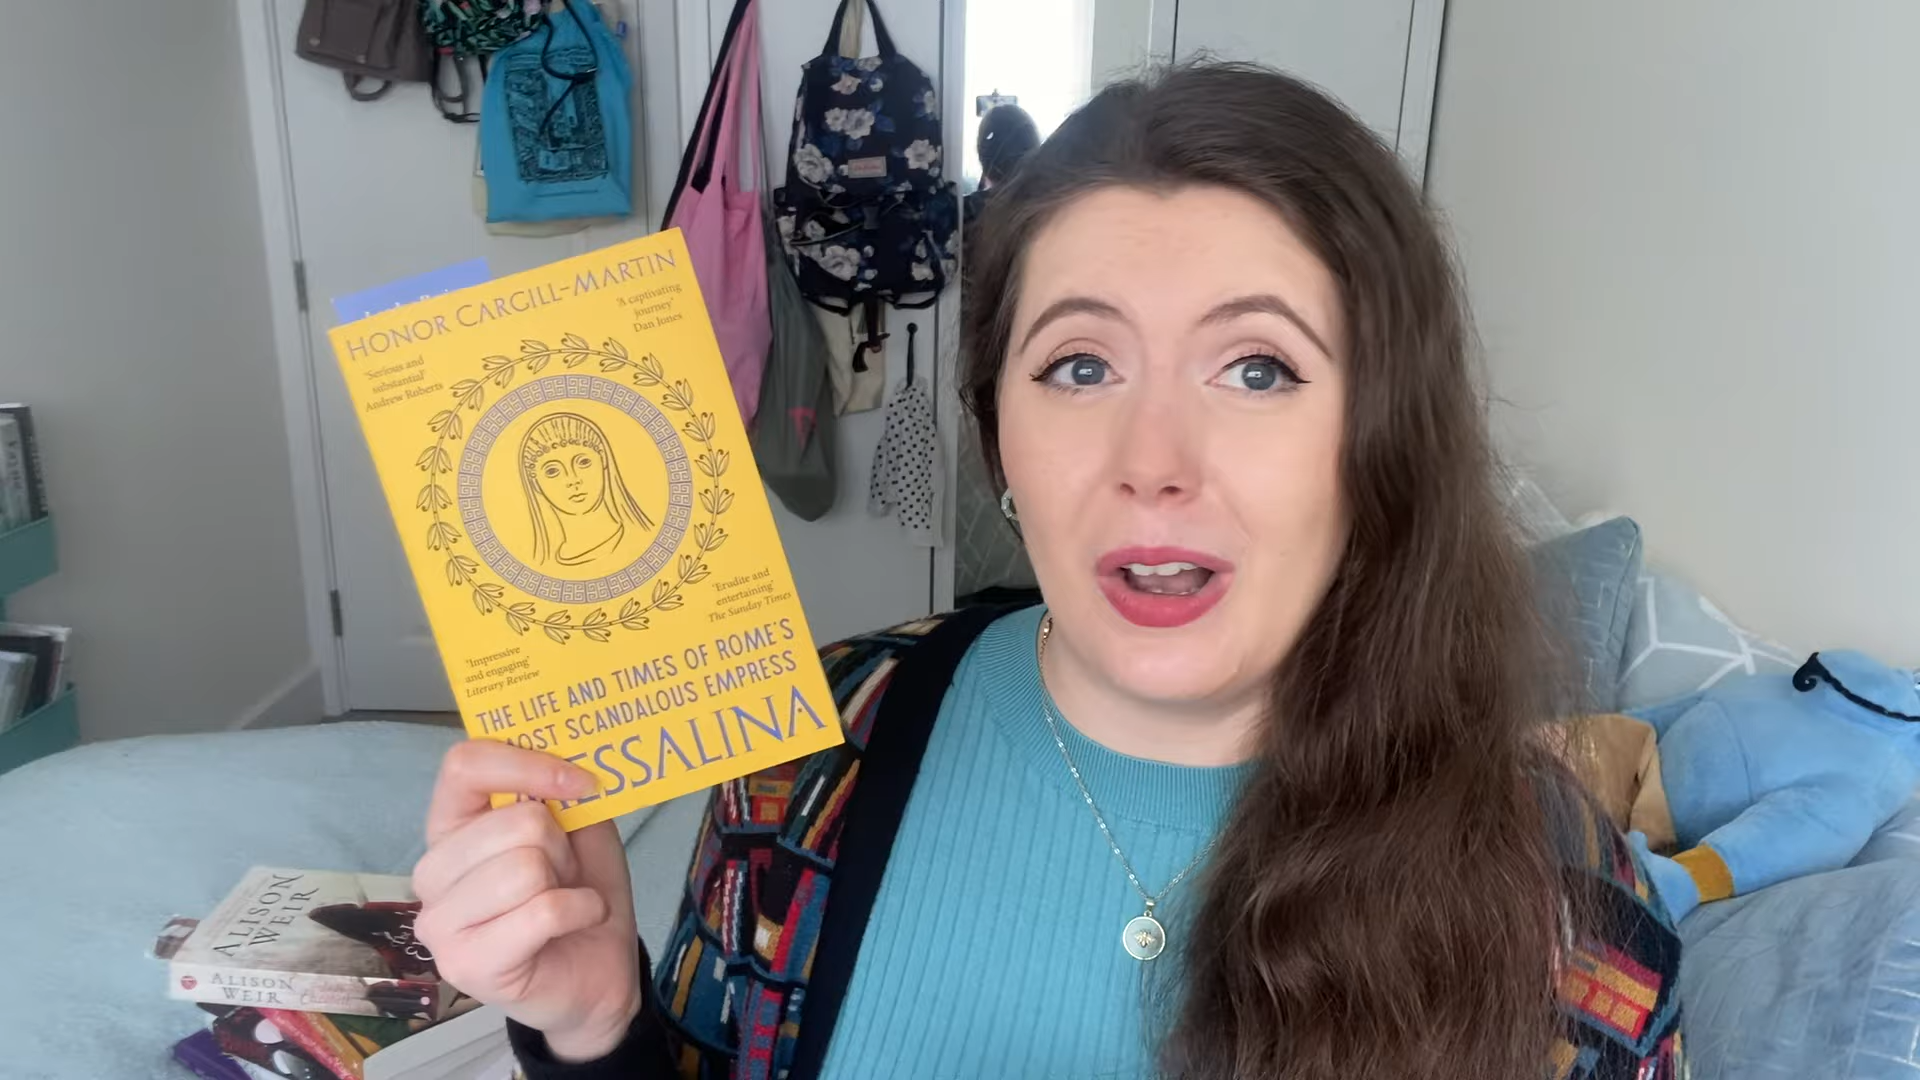 HONOR CARGILL-MARTIN
'A captivating
journey'
Dan Jones
'Serious and
substantial'
Andrew Roberts
'Erudite and
entertaining'
The Sunday Times
'Impressive
and engaging'
Literary Review
THE LIFE AND TIMES OF ROME'S
MOST SCANDALOUS EMPRESS
MESSALINA
ALISON
WEIR
ALISON
WEIR